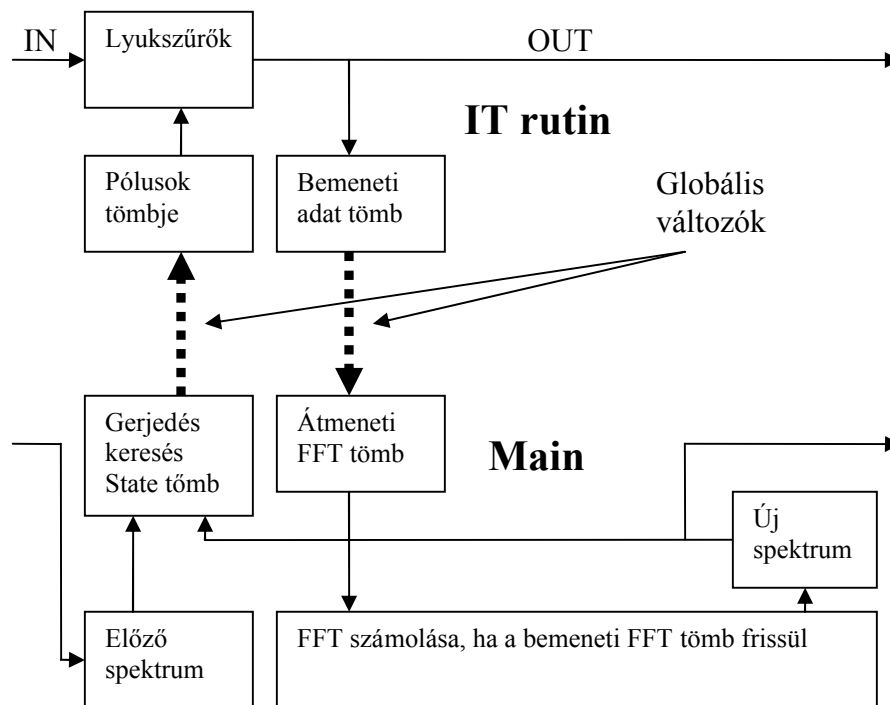 IN
Lyukszűrők
OUT
IT rutin
Pólusok
tömbje
Bemeneti
adat tömb
Globális
változók
Gerjedés
keresés
State tőmb
Átmeneti
FFT tömb
Main
Új
spektrum
Előző
spektrum
FFT számolása, ha a bemeneti FFT tömb frissül